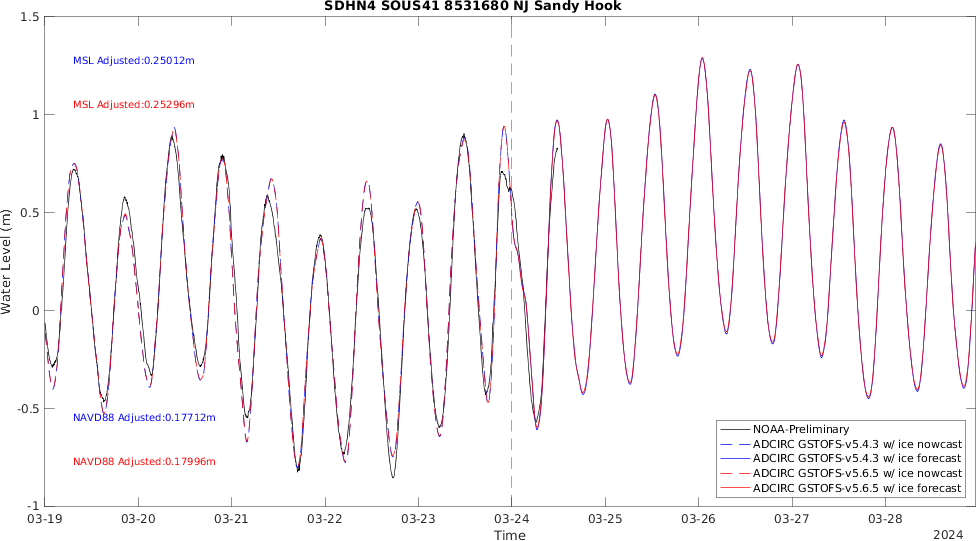 SDHN4 SOUS41 8531680 NJ Sandy Hook
1.5
MSL Adjusted:0.25012m
MSL Adjusted:0.25296m
1
0.5
Water Level (m)
0
-0.5
NAVD88 Adjusted:0.17712m
NOAA-Preliminary
ADCIRC GSTOFS-v5.4.3 w/ ice nowcast
ADCIRC GSTOFS-v5.4.3 w/ ice forecast
NAVD88 Adjusted:0.17996m
ADCIRC GSTOFS-v5.6.5 w/ ice nowcast
ADCIRC GSTOFS-v5.6.5 w/ ice forecast
-1
03-19 03-20 03-21 03-22 03-23 03-24 03-25 03-26 03-27 03-28
Time
2024